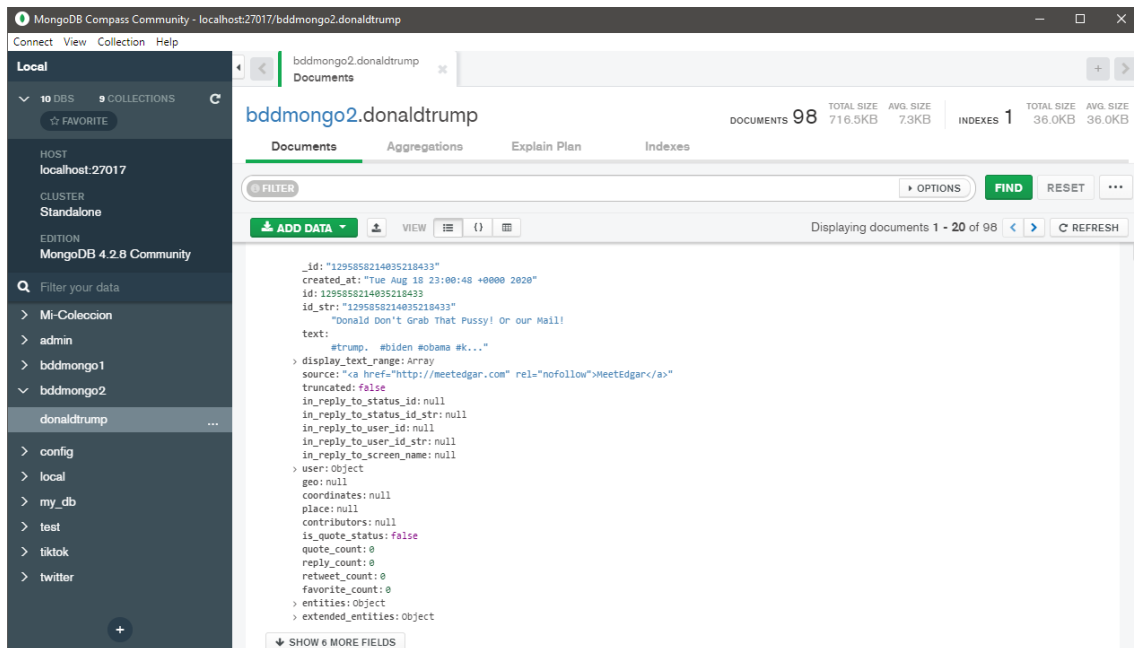 MongoDB Compass Community - localhost:27017/bddmongo2.donaldtrump
Connect View Collection Help
Local
10 DBS 9 COLLECTIONS
☆ FAVORITE
HOST
localhost:27017
CLUSTER
Standalone
EDITION
MongoDB 4.2.8 Community
Filter your data
Mi-Coleccion
admin
bddmongo1
bddmongo2
donaldtrump ...
config
local
my_db
test
tiktok
twitter
+
bddmongo2.donaldtrump
Documents
bddmongo2.donaldtrump
DOCUMENTS 98 TOTAL SIZE 716.5KB AVG. SIZE 7.3KB INDEXES 1 TOTAL SIZE 36.0KB AVG. SIZE 36.0KB
Documents Aggregations Explain Plan Indexes
FILTER OPTIONS FIND RESET ...
ADD DATA VIEW {} Displaying documents 1 - 20 of 98 < > REFRESH
_id: "1295858214035218433"
created_at: "Tue Aug 18 23:00:48 +0000 2020"
id: 1295858214035218433
id_str: "1295858214035218433"
"Donald Don't Grab That Pussy! Or our Mail!
text:
#trump. #biden #obama #k..."
> display_text_range: Array
source: "<a href="http://meetedgar.com" rel="nofollow">MeetEdgar</a>"
truncated: false
in_reply_to_status_id: null
in_reply_to_status_id_str: null
in_reply_to_user_id: null
in_reply_to_user_id_str: null
in_reply_to_screen_name: null
> user: Object
geo: null
coordinates: null
place: null
contributors: null
is_quote_status: false
quote_count: 0
reply_count: 0
retweet_count: 0
favorite_count: 0
> entities: Object
> extended_entities: Object
SHOW 6 MORE FIELDS